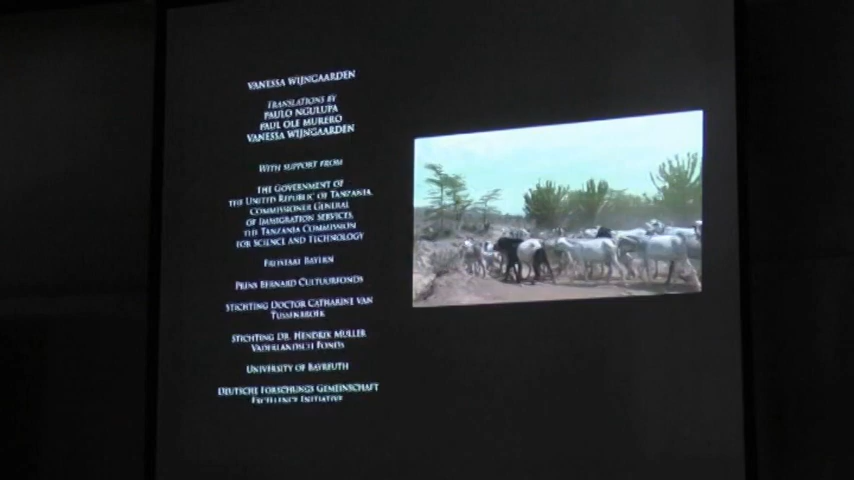 VANESSA WIJNGAARDEN
TRANSLATIONS BY
PAULO NGULUPA
PAUL OLE MURERO
VANESSA WIJNGAARDEN
WITH SUPPORT FROM
THE GOVERNMENT OF
THE UNITED REPUBLIC OF TANZANIA,
COMMISSIONER GENERAL
OF IMMIGRATION SERVICES,
THE TANZANIA COMMISSION
FOR SCIENCE AND TECHNOLOGY
FREISTAAT BAYERN
PRINS BERNARD CULTUURFONDS
STICHTING DOCTOR CATHARINE VAN
TUSSENBROEK
STICHTING DR. HENDRIK MULLER
VADERLANDSCH FONDS
UNIVERSITY OF BAYREUTH
DEUTSCHE FORSCHUNGS GEMEINSCHAFT
EXCELLENCE INITIATIVE